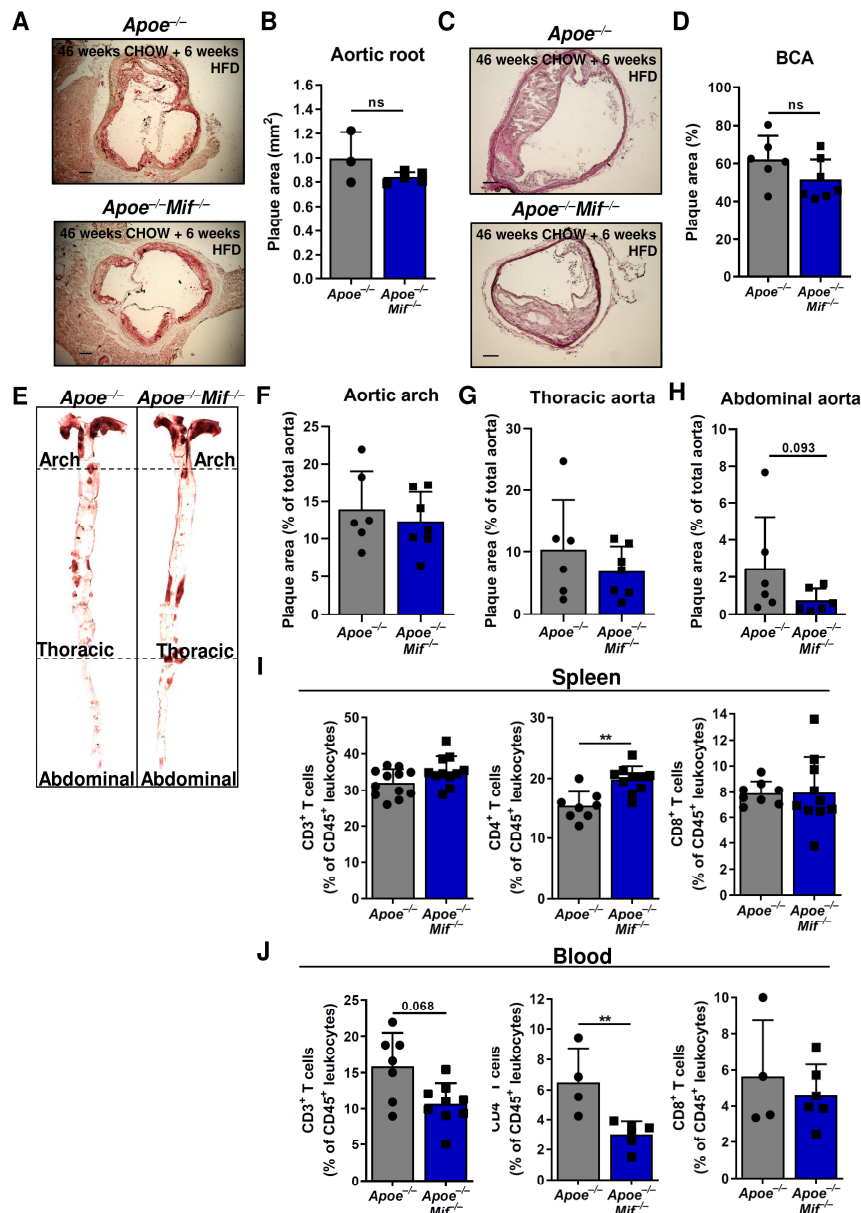 A
Apoe–/–
46 weeks CHOW + 6 weeks
HFD
Apoe–/–Mif–/–
46 weeks CHOW + 6 weeks
HFD
B
Aortic root
ns
Plaque area (mm2)
1.6
1.4
1.2
1.0
0.8
0.6
0.4
0.2
0.0
Apoe–/–
Apoe–/–
Mif–/–
C
Apoe–/–
46 weeks CHOW + 6 weeks
HFD
Apoe–/–Mif–/–
46 weeks CHOW + 6 weeks
HFD
D
BCA
ns
Plaque area (%)
100
80
60
40
20
0
Apoe–/–
Apoe–/–
Mif–/–
E
Apoe–/–
Apoe–/–Mif–/–
Arch
Arch
Thoracic
Thoracic
Abdominal
Abdominal
F
Aortic arch
Plaque area (% of total aorta)
25
20
15
10
5
0
Apoe–/–
Apoe–/–
Mif–/–
G
Thoracic aorta
Plaque area (% of total aorta)
30
20
10
0
Apoe–/–
Apoe–/–
Mif–/–
H
Abdominal aorta
0.093
Plaque area (% of total aorta)
10
8
6
4
2
0
Apoe–/–
Apoe–/–
Mif–/–
I
Spleen
CD3+ T cells
(% of CD45+ leukocytes)
50
40
30
20
10
0
Apoe–/–
Apoe–/–
Mif–/–
CD4+ T cells
(% of CD45+ leukocytes)
**
30
20
10
0
Apoe–/–
Apoe–/–
Mif–/–
CD8+ T cells
(% of CD45+ leukocytes)
14
12
10
8
6
4
2
0
Apoe–/–
Apoe–/–
Mif–/–
J
Blood
CD3+ T cells
(% of CD45+ leukocytes)
0.068
25
20
15
10
5
0
Apoe–/–
Apoe–/–
Mif–/–
CD4 T cells
(% of CD45+ leukocytes)
**
12
10
8
6
4
2
0
Apoe–/–
Apoe–/–
Mif–/–
CD8+ T cells
(% of CD45+ leukocytes)
10
8
6
4
2
0
Apoe–/–
Apoe–/–
Mif–/–